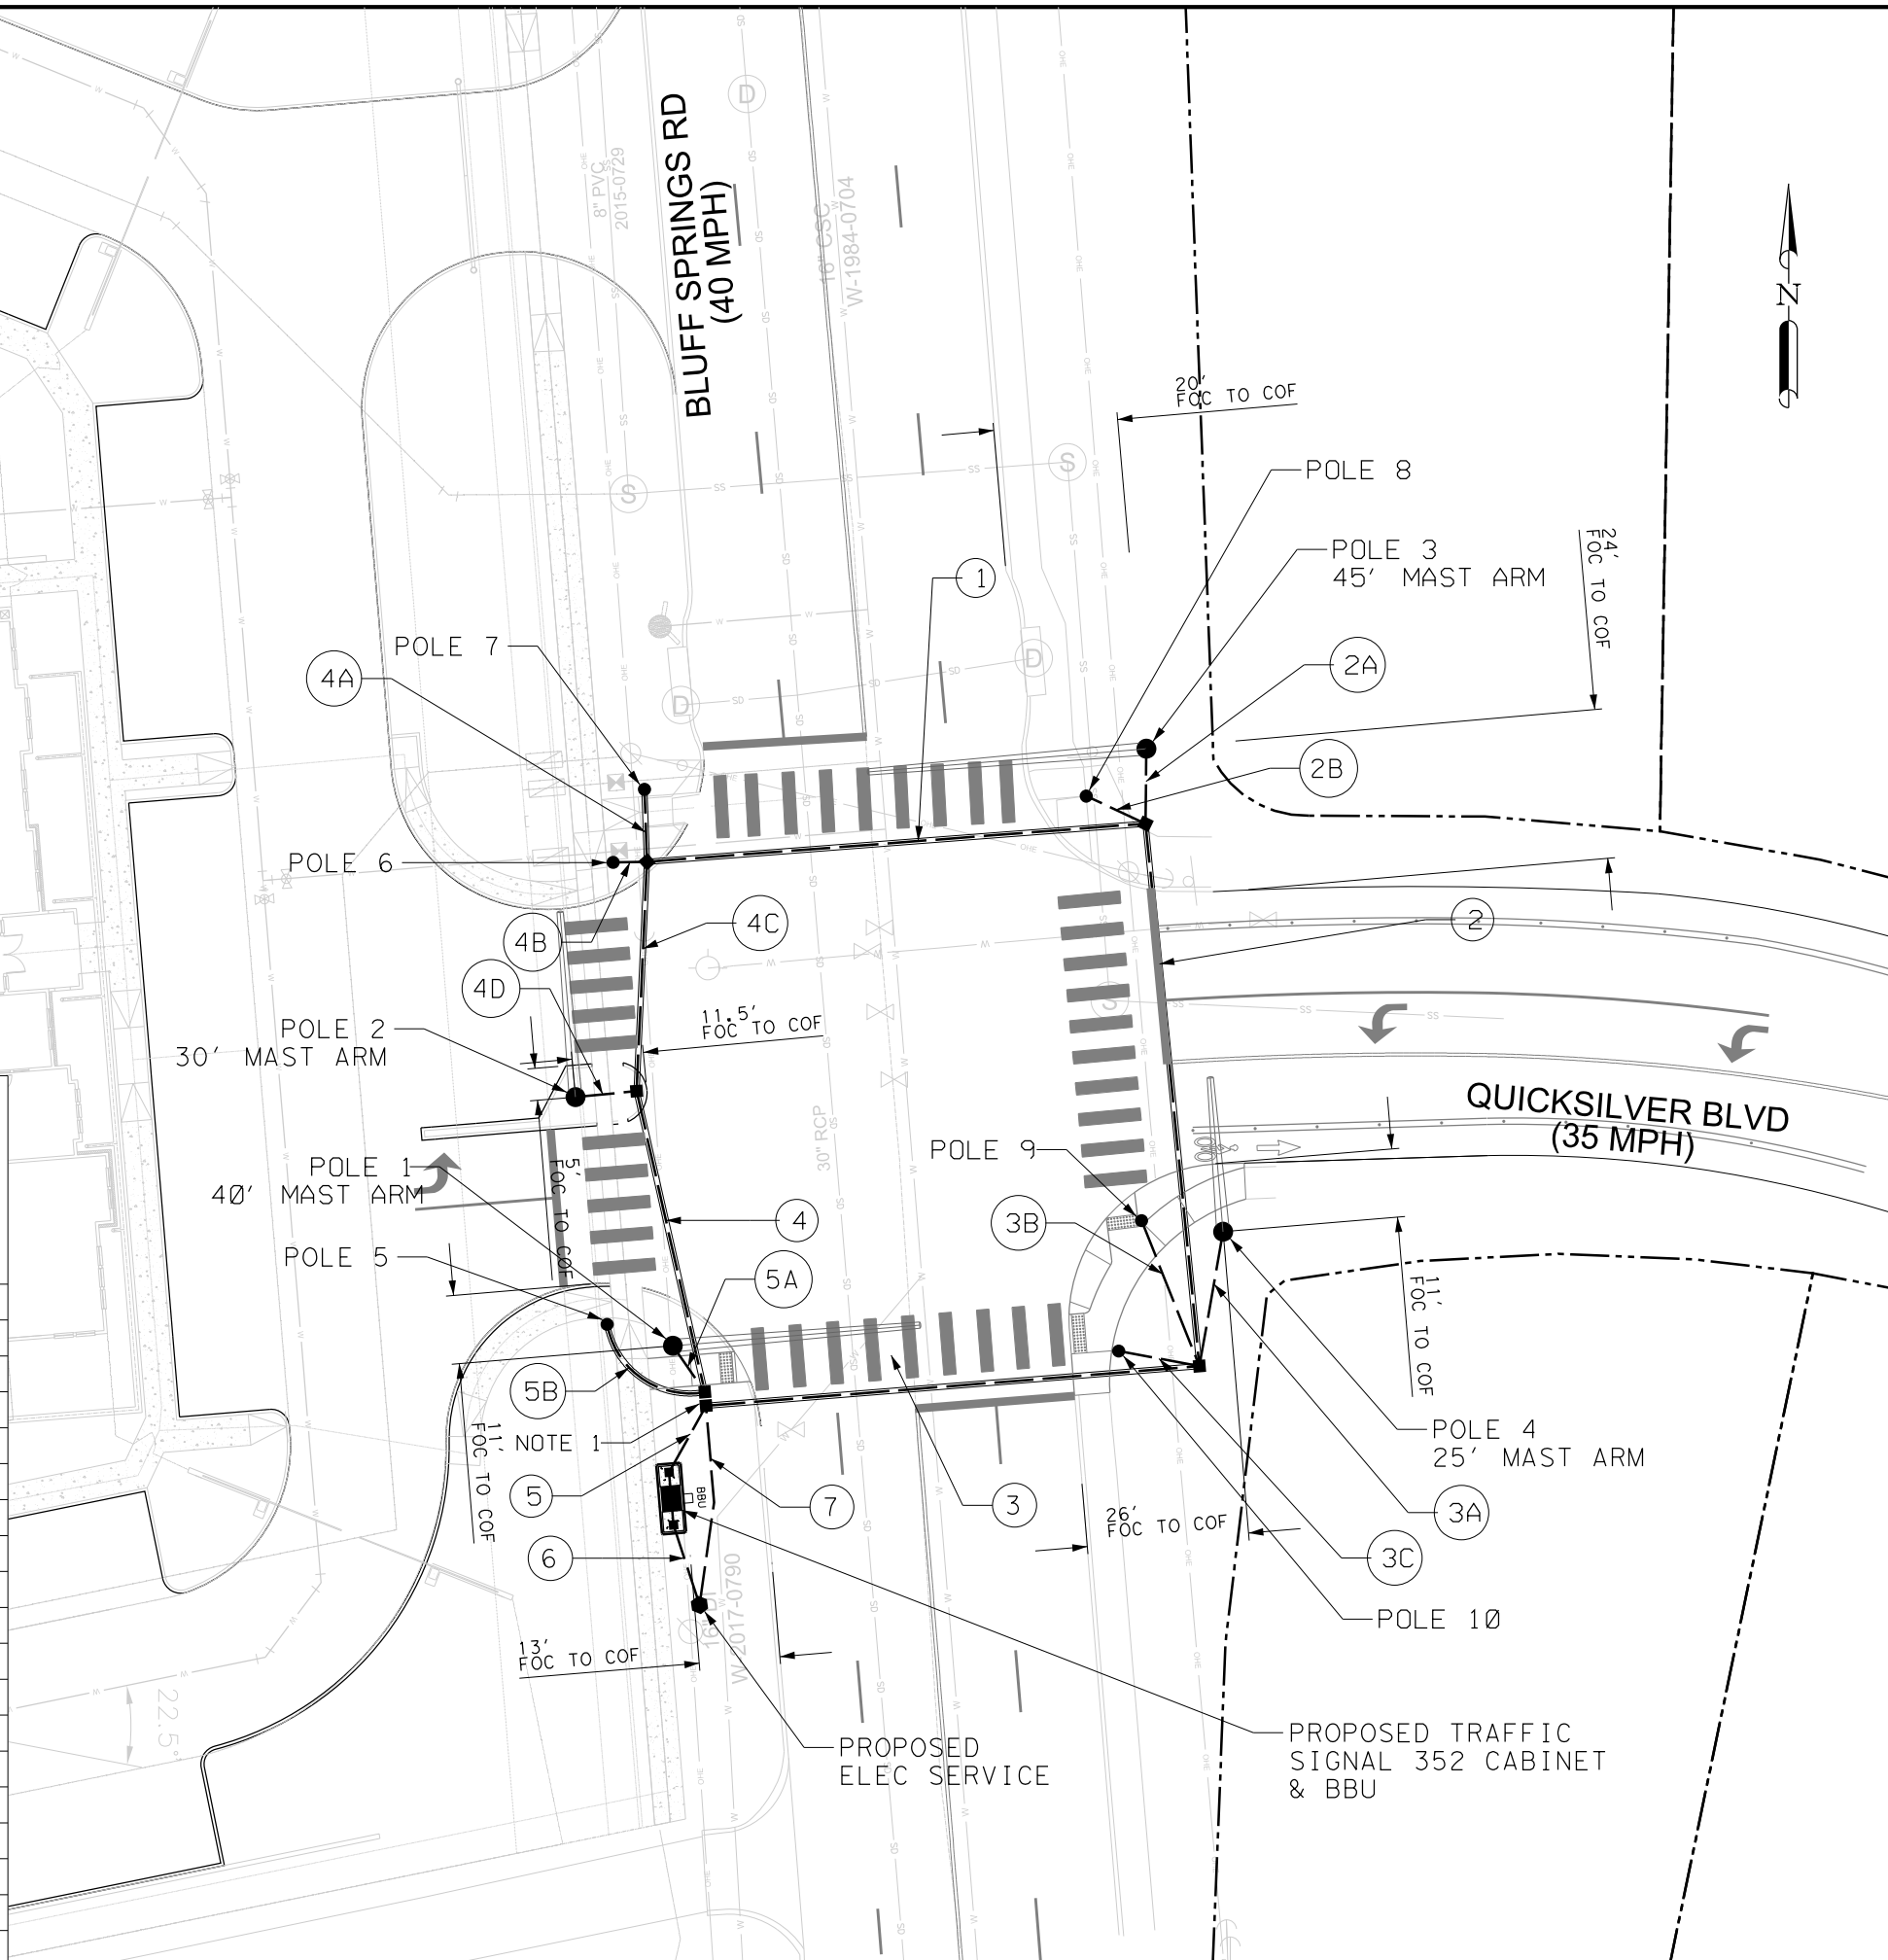 BLUFF SPRINGS RD
(40 MPH)
8" PVC
2015-0729
16" CSC
W-1984-0704
N
20'
FOC TO COF
POLE 8
POLE 3
45' MAST ARM
24'
FOC TO COF
1
POLE 7
4A
2A
2B
POLE 6
4B
4C
2
4D
POLE 2
30' MAST ARM
11.5'
FOC TO COF
QUICKSILVER BLVD
(35 MPH)
30" RCP
POLE 1
40' MAST ARM
5'
FOC TO COF
POLE 9
3B
4
POLE 5
5A
11'
FOC TO COF
5B
NOTE 1
11'
FOC TO COF
POLE 4
25' MAST ARM
5
BBU
7
3
26'
FOC TO COF
3A
6
3C
W-2017-0790
POLE 10
13'
FOC TO COF
22.5°
PROPOSED
ELEC SERVICE
PROPOSED TRAFFIC
SIGNAL 352 CABINET
& BBU